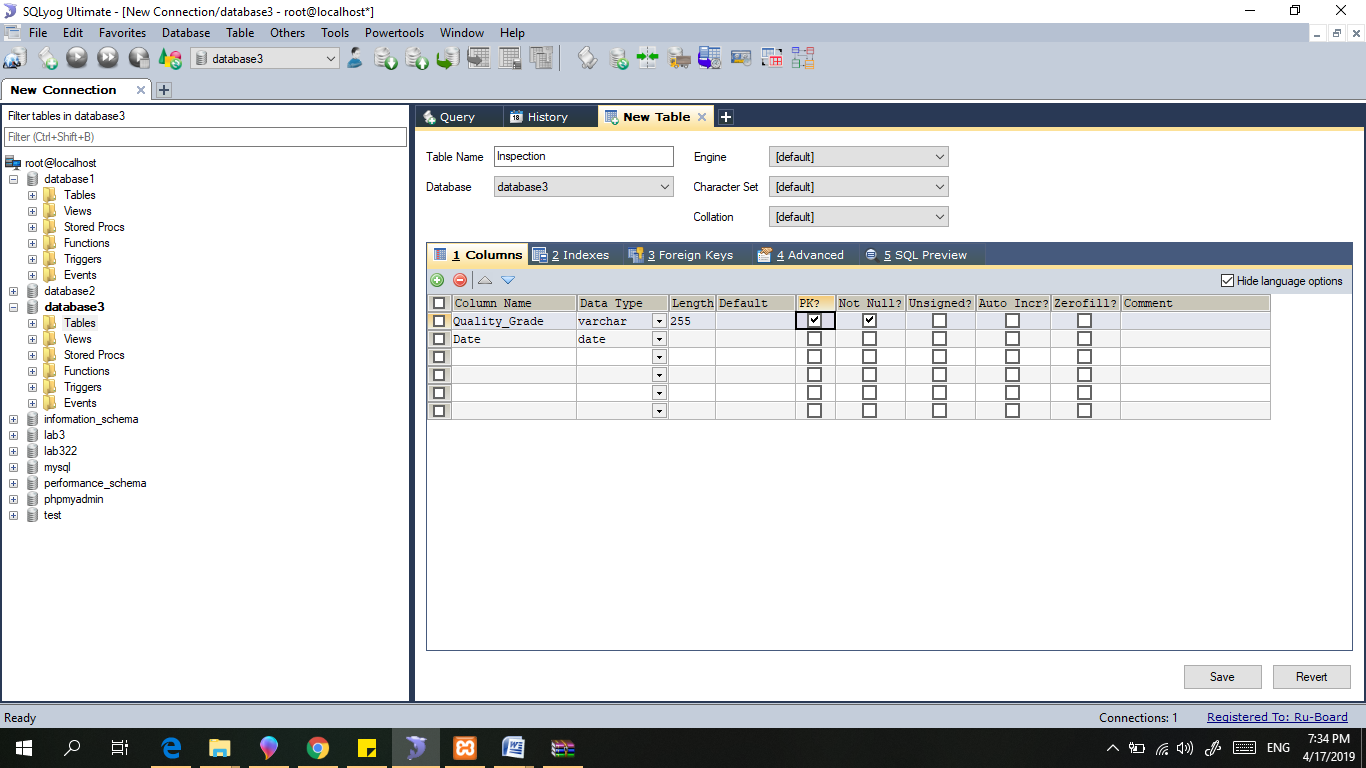 SQLyog Ultimate - [New Connection/database3 - root@localhost*]
File Edit Favorites Database Table Others Tools Powertools Window Help
database3
New Connection
Filter tables in database3
Filter (Ctrl+Shift+B)
root@localhost
database1
Tables
Views
Stored Procs
Functions
Triggers
Events
database2
database3
Tables
Views
Stored Procs
Functions
Triggers
Events
information_schema
lab3
lab322
mysql
performance_schema
phpmyadmin
test
Query History New Table
Table Name Inspection Engine [default]
Database database3 Character Set [default]
Collation [default]
1 Columns 2 Indexes 3 Foreign Keys 4 Advanced 5 SQL Preview
Hide language options
Column Name Data Type Length Default PK? Not Null? Unsigned? Auto Incr? Zerofill? Comment
Quality_Grade varchar 255
Date date
Save Revert
Ready Connections: 1 Registered To: Ru-Board
ENG 7:34 PM
4/17/2019